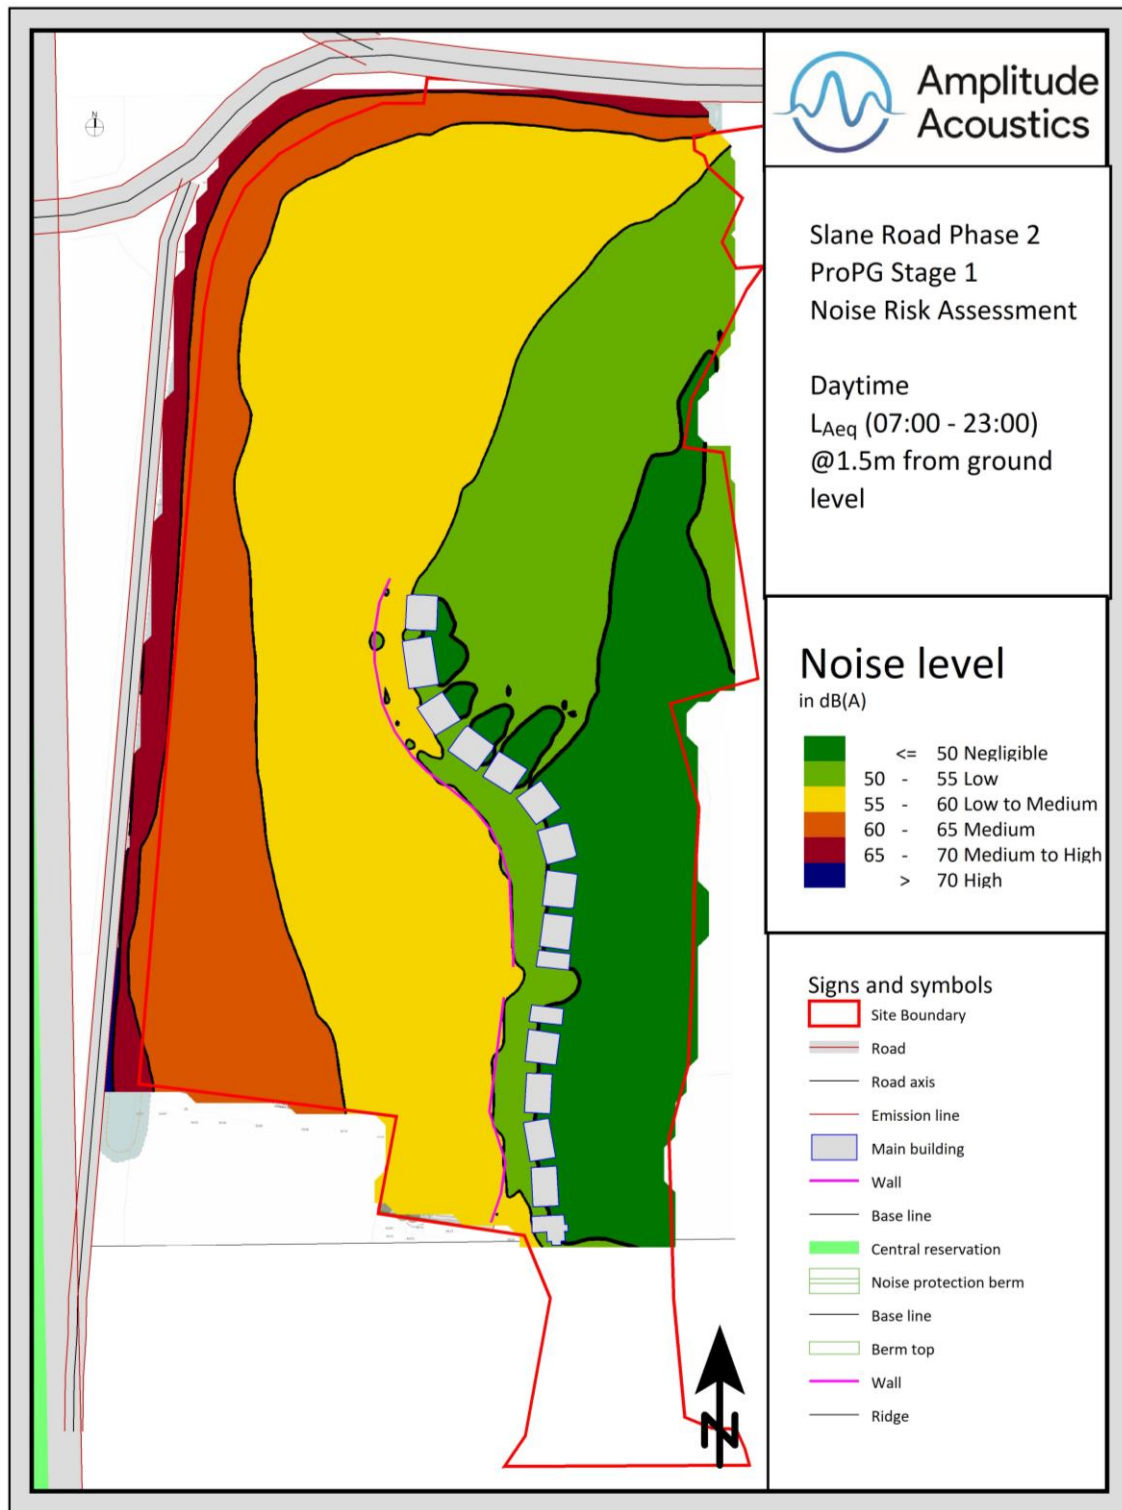 Amplitude
Acoustics
Slane Road Phase 2
ProPG Stage 1
Noise Risk Assessment
Daytime
LAeq (07:00 - 23:00)
@1.5m from ground
level
Noise level
in dB(A)
<= 50 Negligible
50 - 55 Low
55 - 60 Low to Medium
60 - 65 Medium
65 - 70 Medium to High
> 70 High
Signs and symbols
Site Boundary
Road
Road axis
Emission line
Main building
Wall
Base line
Central reservation
Noise protection berm
Base line
Berm top
Wall
Ridge
N
N